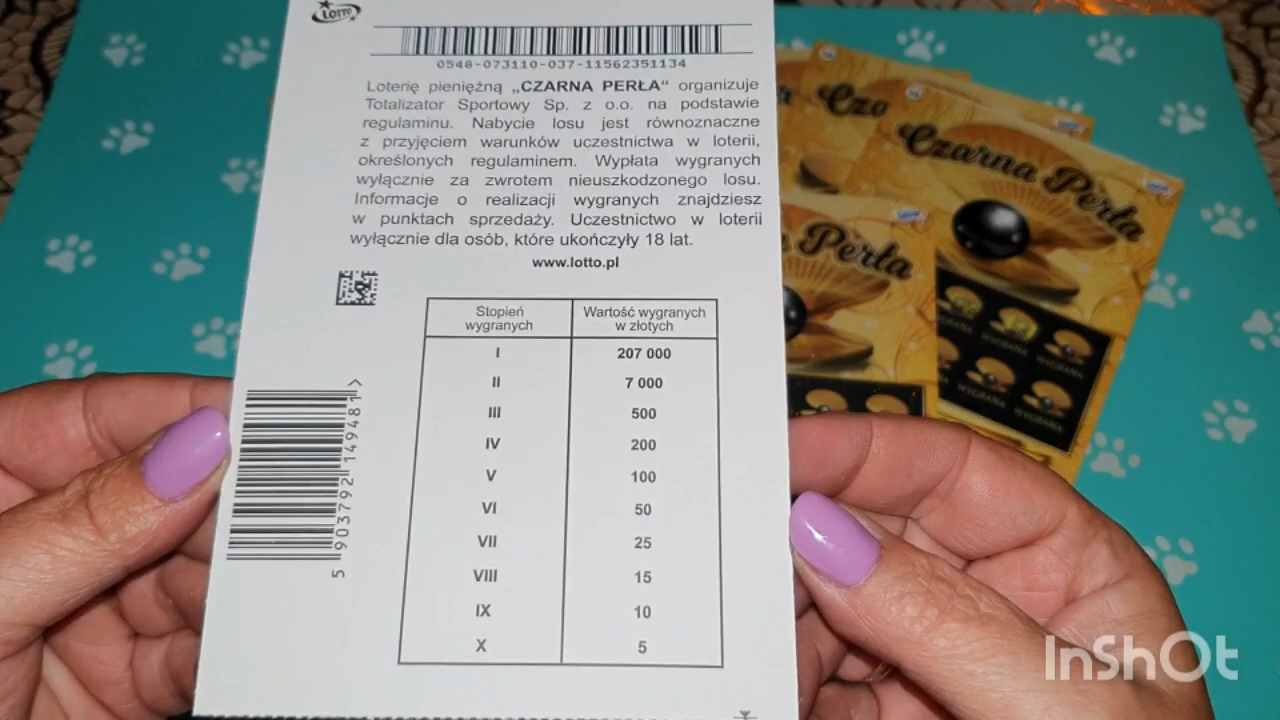 LOTTO
0548-073110-037-11562351134
Loterię pieniężną „CZARNA PERŁA“ organizuje
Totalizator Sportowy Sp. z o.o. na podstawie
regulaminu. Nabycie losu jest równoznaczne
z przyjęciem warunków uczestnictwa w loterii,
określonych regulaminem. Wypłata wygranych
wyłącznie za zwrotem nieuszkodzonego losu.
Informacje o realizacji wygranych znajdziesz
w punktach sprzedaży. Uczestnictwo w loterii
wyłącznie dla osób, które ukończyły 18 lat.
www.lotto.pl
Stopień wygranych Wartość wygranych w złotych
I 207 000
II 7 000
III 500
IV 200
V 100
VI 50
VII 25
VIII 15
IX 10
X 5
5 903792 149481 >
Czarna Perła
Perła
WYGRANA WYGRANA
WYGRANA WYGRANA
InShOt